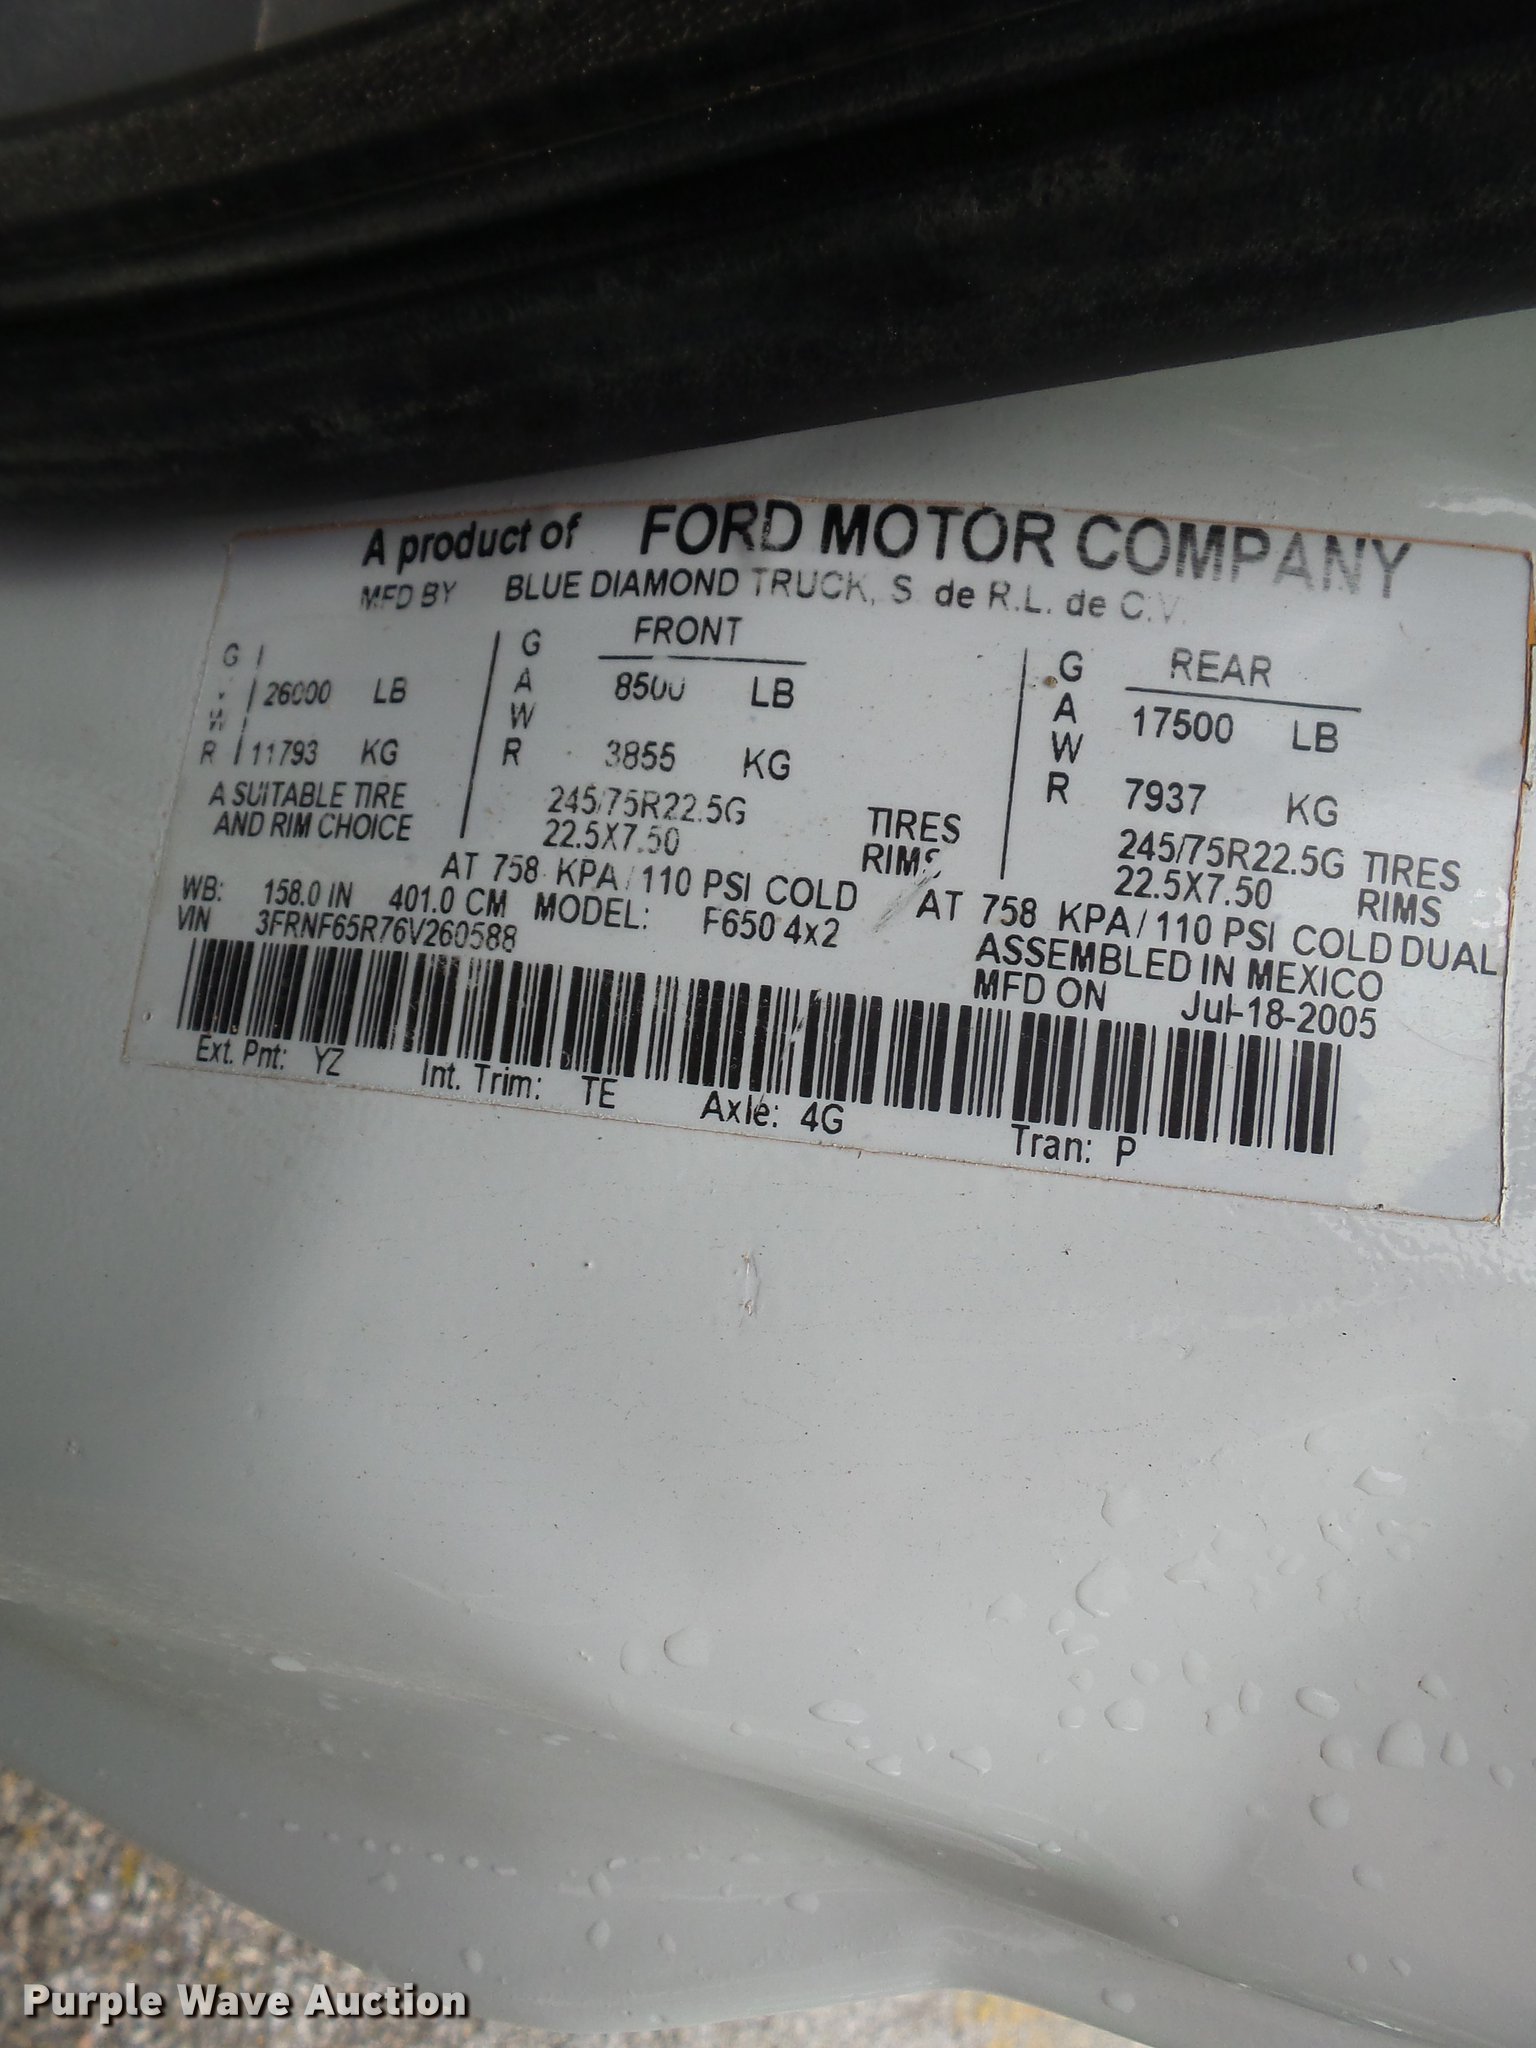 A product of FORD MOTOR COMPANY
MFD BY BLUE DIAMOND TRUCK, S. de R.L. de C.V.
G FRONT G REAR
V 26000 LB A 8500 LB A 17500 LB
W W W
R 11793 KG R 3855 KG R 7937 KG
A SUITABLE TIRE 245/75R22.5G TIRES 245/75R22.5G TIRES
AND RIM CHOICE 22.5X7.50 RIMS 22.5X7.50 RIMS
AT 758 KPA/110 PSI COLD AT 758 KPA/110 PSI COLD DUAL
WB: 158.0 IN 401.0 CM MODEL: F650 4x2 ASSEMBLED IN MEXICO
VIN 3FRNF65R76V260588 MFD ON Jul-18-2005
Ext. Pnt: YZ Int. Trim: TE Axle: 4G Tran: P
Purple Wave Auction